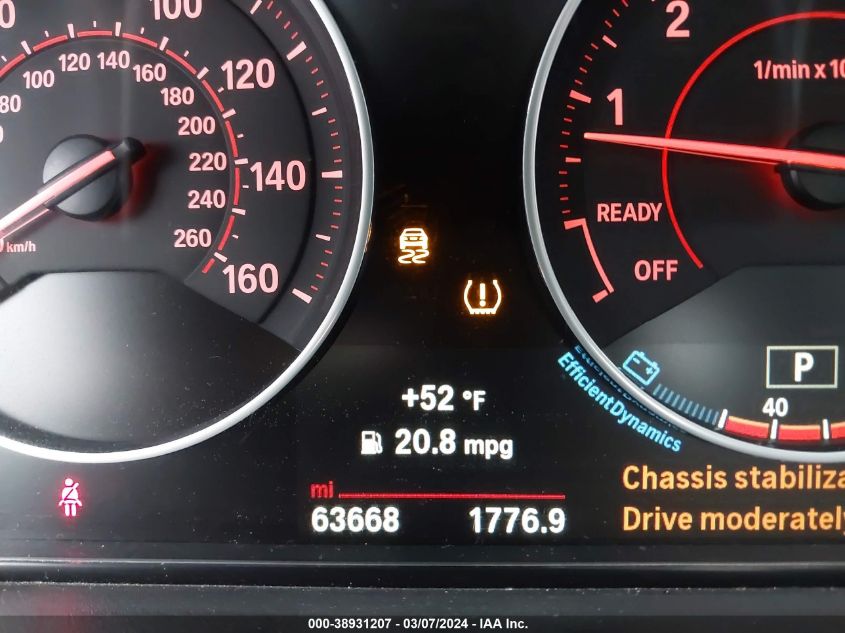 100
100
120
120
140
160
100
80
180
200
220
240
260
140
160
km/h
2
1
1/min x 10
READY
OFF
P
EfficientDynamics
40
+52 °F
20.8 mpg
mi
63668 1776.9
Chassis stabiliza
Drive moderately
000-38931207 - 03/07/2024 - IAA Inc.